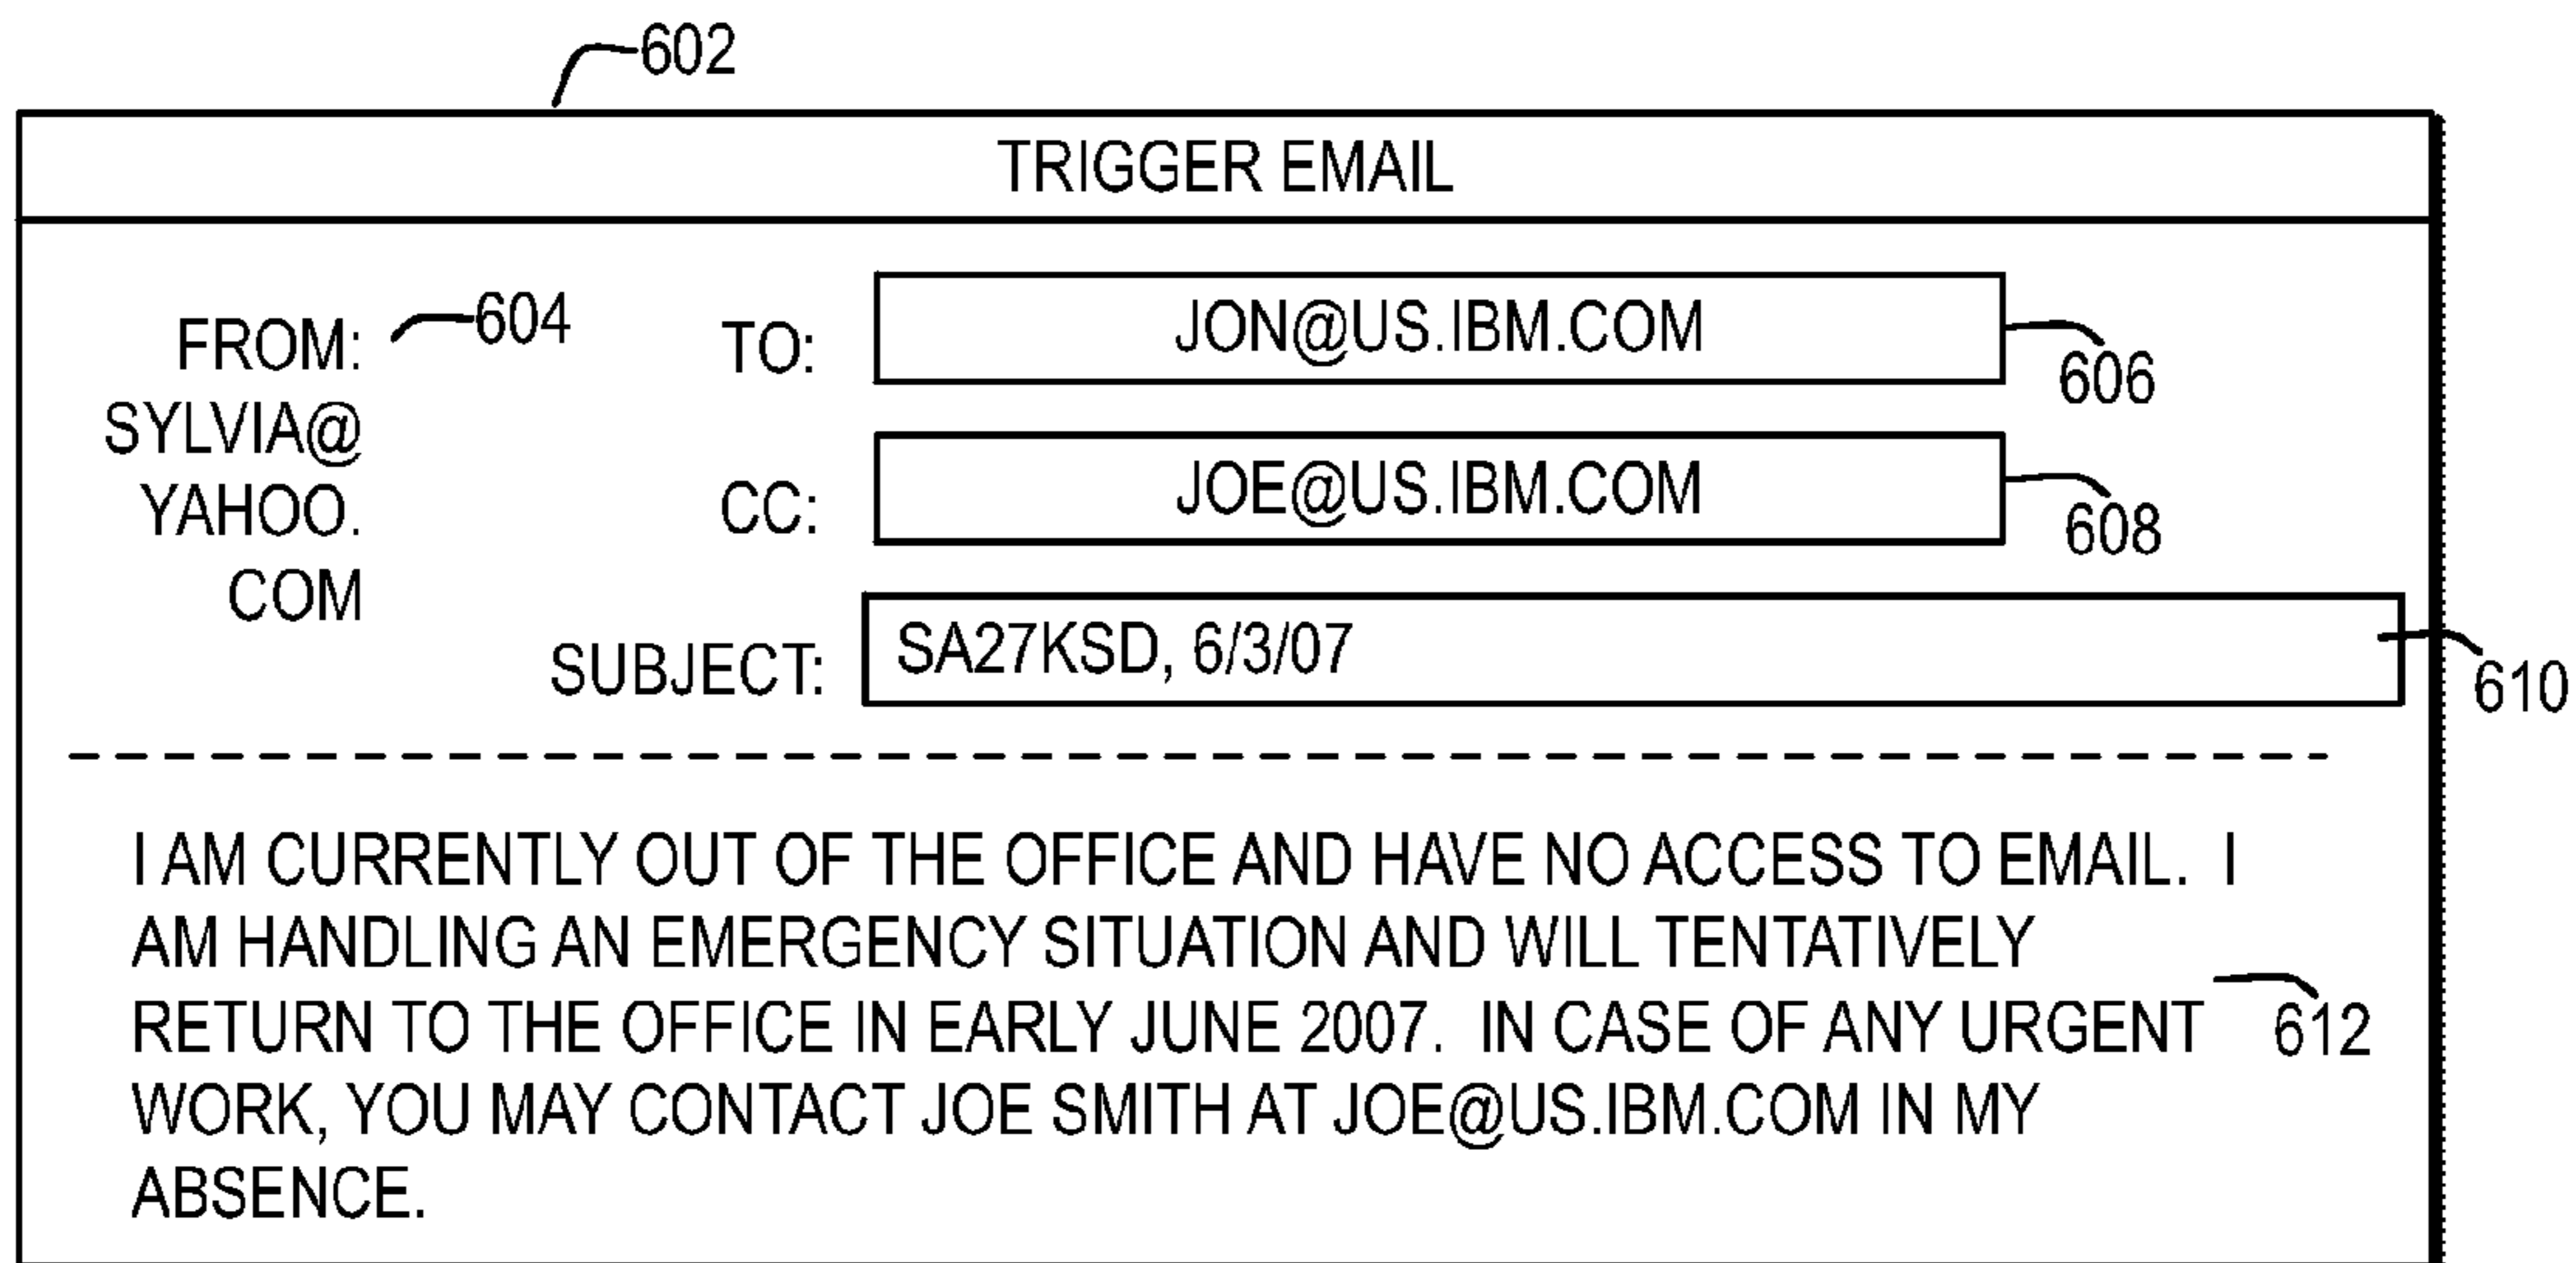 602
TRIGGER EMAIL
FROM: 604
SYLVIA@
YAHOO.
COM
TO: JON@US.IBM.COM 606
CC: JOE@US.IBM.COM 608
SUBJECT: SA27KSD, 6/3/07 610
I AM CURRENTLY OUT OF THE OFFICE AND HAVE NO ACCESS TO EMAIL. I
AM HANDLING AN EMERGENCY SITUATION AND WILL TENTATIVELY
RETURN TO THE OFFICE IN EARLY JUNE 2007. IN CASE OF ANY URGENT 612
WORK, YOU MAY CONTACT JOE SMITH AT JOE@US.IBM.COM IN MY
ABSENCE.